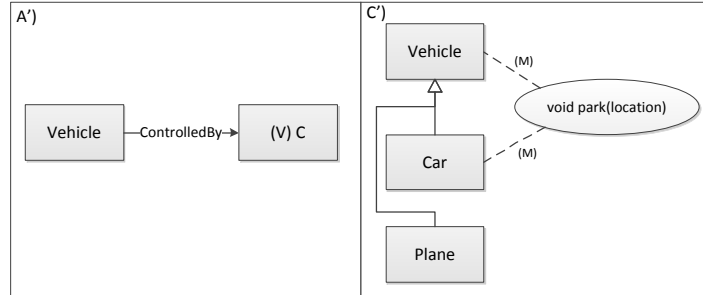 A’)
Vehicle
ControlledBy
(V) C
C’)
Vehicle
(M)
void park(location)
(M)
Car
Plane